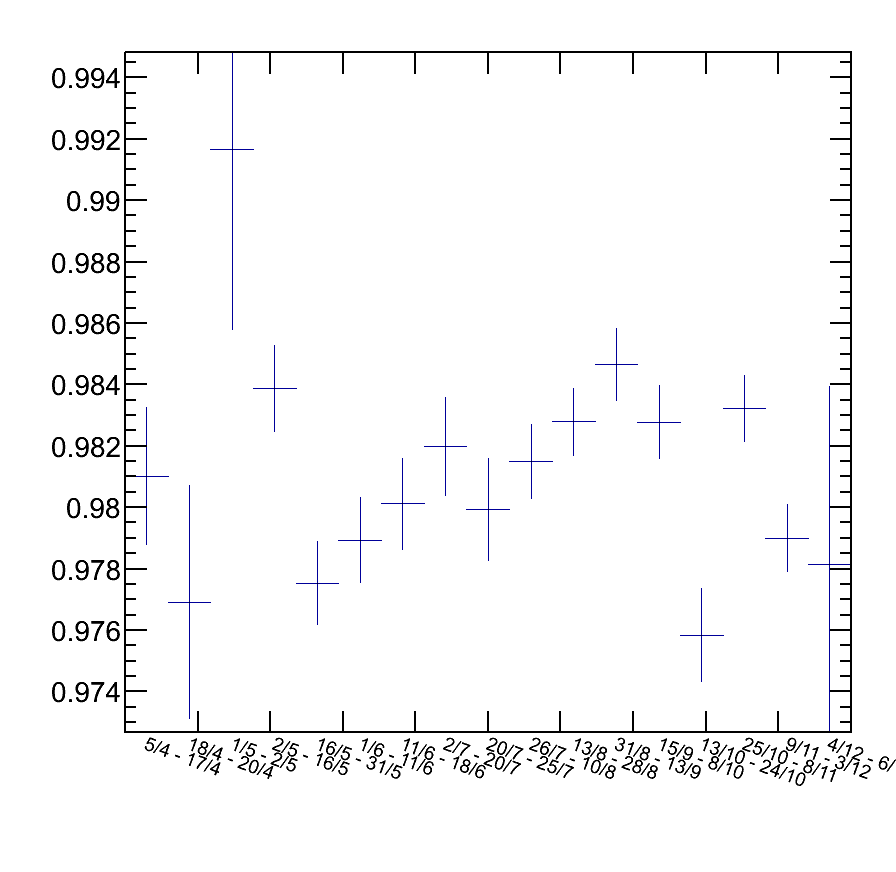 0.994
0.992
0.99
0.988
0.986
0.984
0.982
0.98
0.978
0.976
0.974
5/4 - 17/4
18/4 - 20/4
1/5 - 2/5
2/5 - 16/5
16/5 - 31/5
1/6 - 11/6
11/6 - 18/6
2/7 - 20/7
20/7 - 25/7
26/7 - 10/8
13/8 - 28/8
31/8 - 13/9
15/9 - 8/10
13/10 - 24/10
25/10 - 8/11
9/11 - 3/12
4/12 - 6/